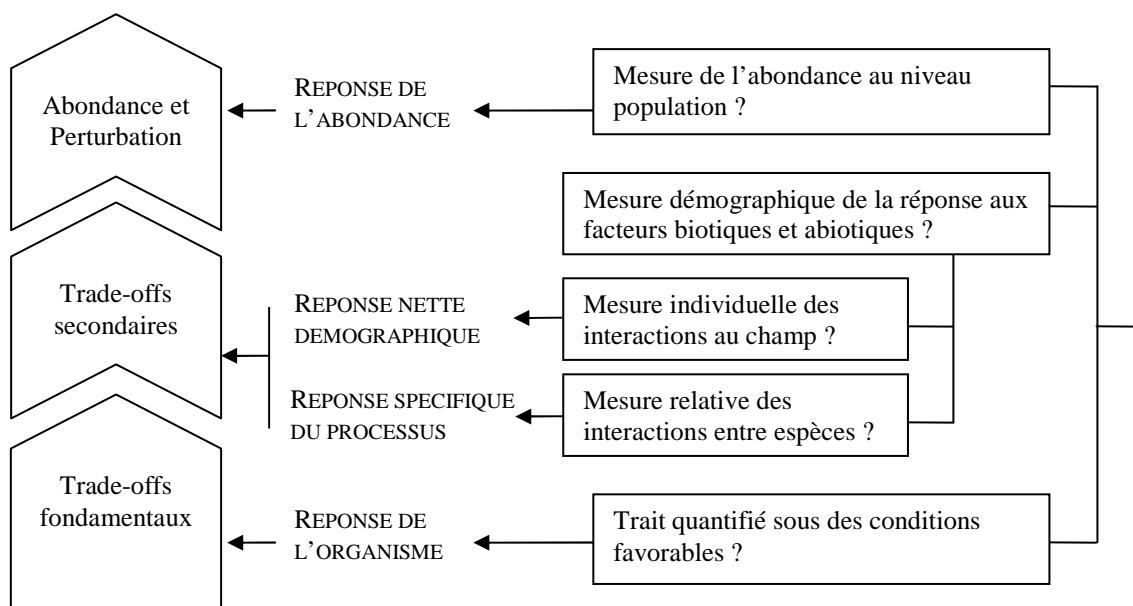 Abondance et
Perturbation
REPONSE DE
L'ABONDANCE
Mesure de l'abondance au niveau
population ?
Mesure démographique de la réponse aux
facteurs biotiques et abiotiques ?
Trade-offs
secondaires
REPONSE NETTE
DEMOGRAPHIQUE
Mesure individuelle des
interactions au champ ?
REPONSE SPECIFIQUE
DU PROCESSUS
Mesure relative des
interactions entre espèces ?
Trade-offs
fondamentaux
REPONSE DE
L'ORGANISME
Trait quantifié sous des conditions
favorables ?